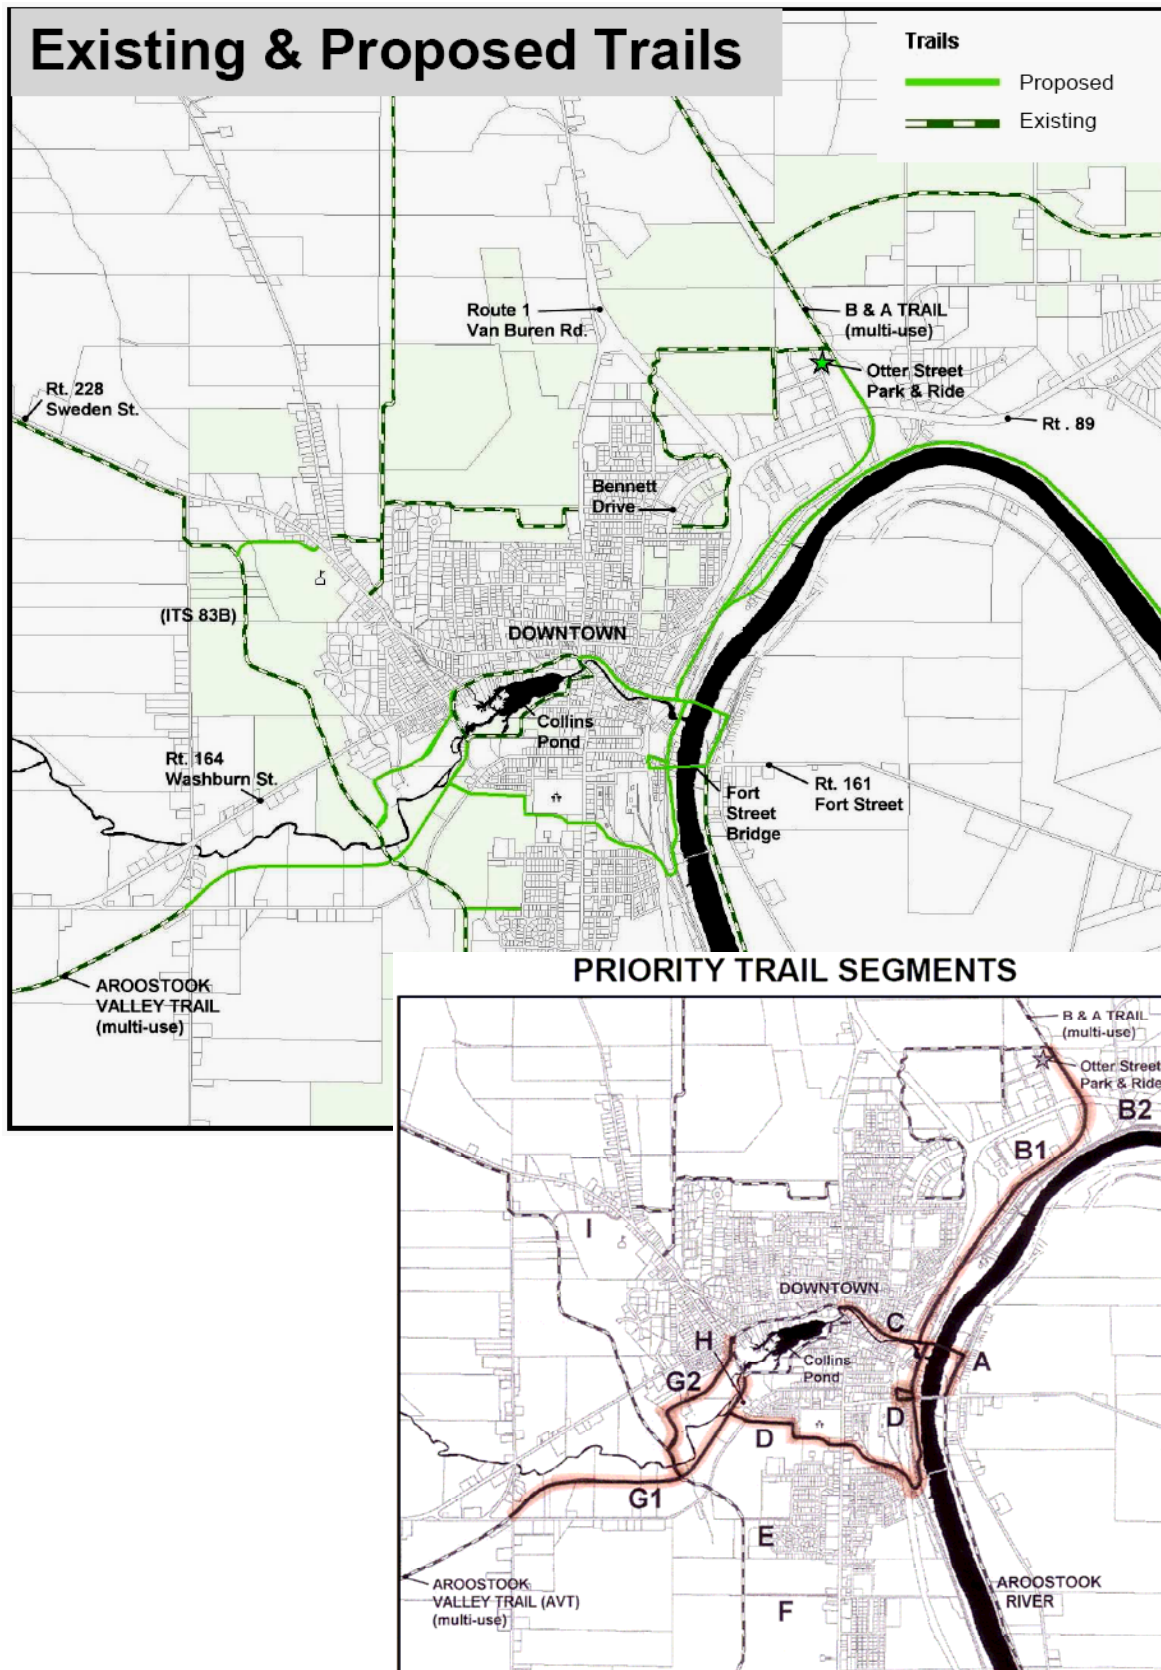 Existing & Proposed Trails
Trails
Proposed
Existing
Route 1
Van Buren Rd.
B & A TRAIL
(multi-use)
Otter Street
Park & Ride
Rt. 228
Sweden St.
Rt . 89
Bennett
Drive
(ITS 83B)
DOWNTOWN
Collins
Pond
Rt. 164
Washburn St.
Fort
Street
Bridge
Rt. 161
Fort Street
AROOSTOOK
VALLEY TRAIL
(multi-use)
PRIORITY TRAIL SEGMENTS
B & A TRAIL
(multi-use)
Otter Street
Park & Ride
B2
B1
I
DOWNTOWN
C
H
A
Collins
Pond
G2
D
D
G1
E
AROOSTOOK
VALLEY TRAIL (AVT)
(multi-use)
F
AROOSTOOK
RIVER